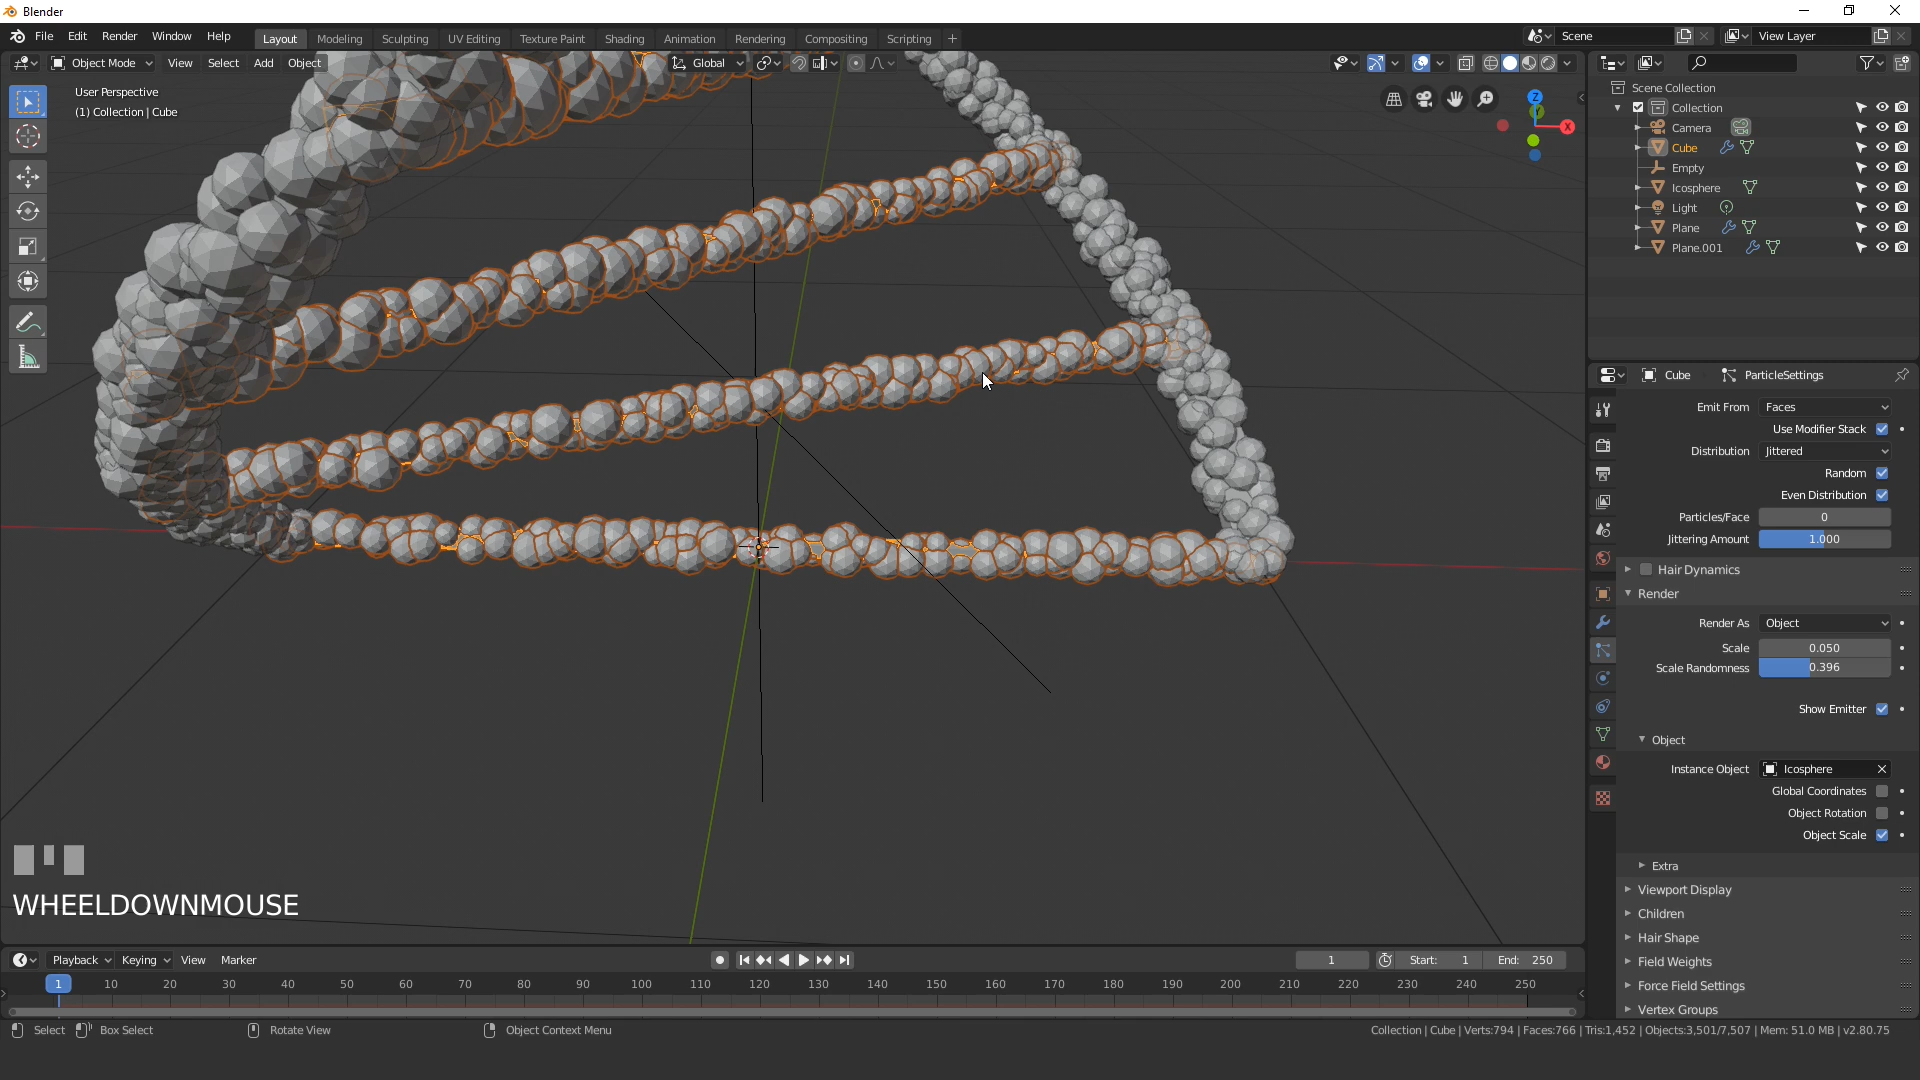 Blender
File Edit Render Window Help Layout Modeling Sculpting UV Editing Texture Paint Shading Animation Rendering Compositing Scripting + Scene View Layer
Object Mode View Select Add Object Global
User Perspective
(1) Collection | Cube
Z
X
Scene Collection
Collection
Camera
Cube
Empty
Icosphere
Light
Plane
Plane.001
Cube ParticleSettings
Emit From Faces
Use Modifier Stack
Distribution Jittered
Random
Even Distribution
Particles/Face 0
Jittering Amount 1.000
Hair Dynamics
Render
Render As Object
Scale 0.050
Scale Randomness 0.396
Show Emitter
Object
Instance Object Icosphere
Global Coordinates
Object Rotation
Object Scale
Extra
Viewport Display
Children
Hair Shape
Field Weights
Force Field Settings
Vertex Groups
WHEELDOWNMOUSE
Playback Keying View Marker 1 Start: 1 End: 250
1 10 20 30 40 50 60 70 80 90 100 110 120 130 140 150 160 170 180 190 200 210 220 230 240 250
Select Box Select Rotate View Object Context Menu Collection | Cube | Verts:794 | Faces:766 | Tris:1,452 | Objects:3,501/7,507 | Mem: 51.0 MB | v2.80.75